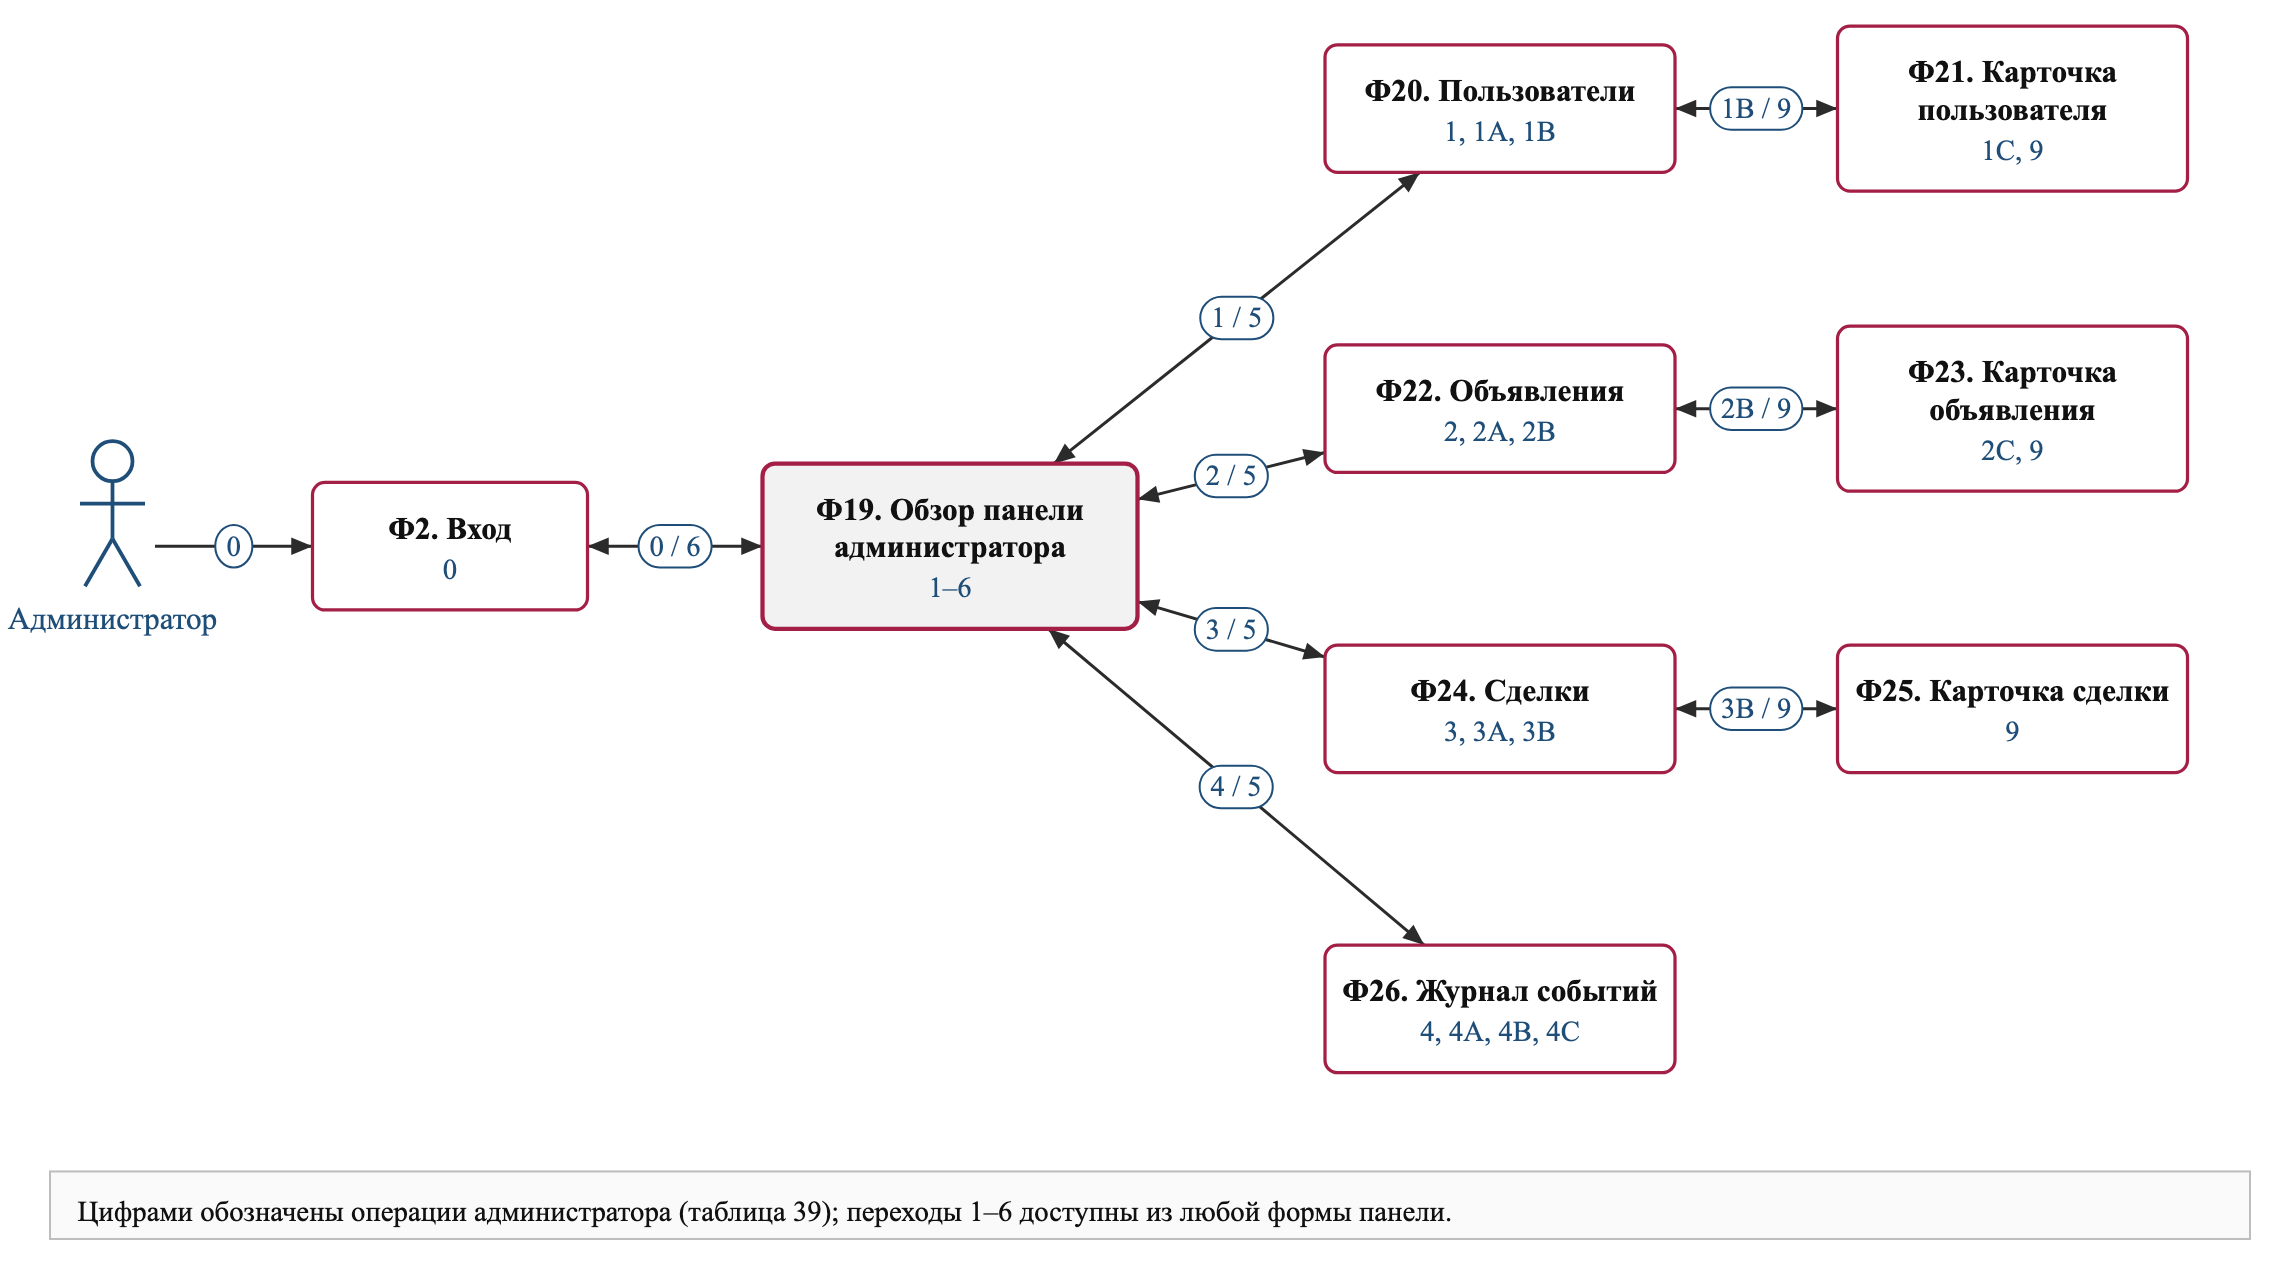 Ф20. Пользователи
1, 1A, 1B
1B / 9
Ф21. Карточка
пользователя
1C, 9
1 / 5
Ф22. Объявления
2, 2A, 2B
2B / 9
Ф23. Карточка
объявления
2C, 9
2 / 5
Администратор
0
Ф2. Вход
0
0 / 6
Ф19. Обзор панели
администратора
1–6
3 / 5
Ф24. Сделки
3, 3A, 3B
3B / 9
Ф25. Карточка сделки
9
4 / 5
Ф26. Журнал событий
4, 4A, 4B, 4C
Цифрами обозначены операции администратора (таблица 39); переходы 1–6 доступны из любой формы панели.